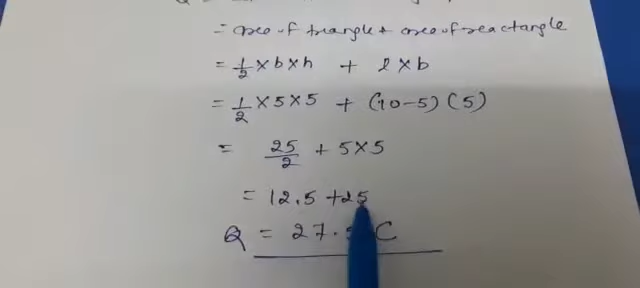 = area of triangle + area of reactangle
= 1/2 × b × h + l × b
= 1/2 × 5 × 5 + (10-5) (5)
= 25/2 + 5 × 5
= 12.5 + 25
Q = 27. C